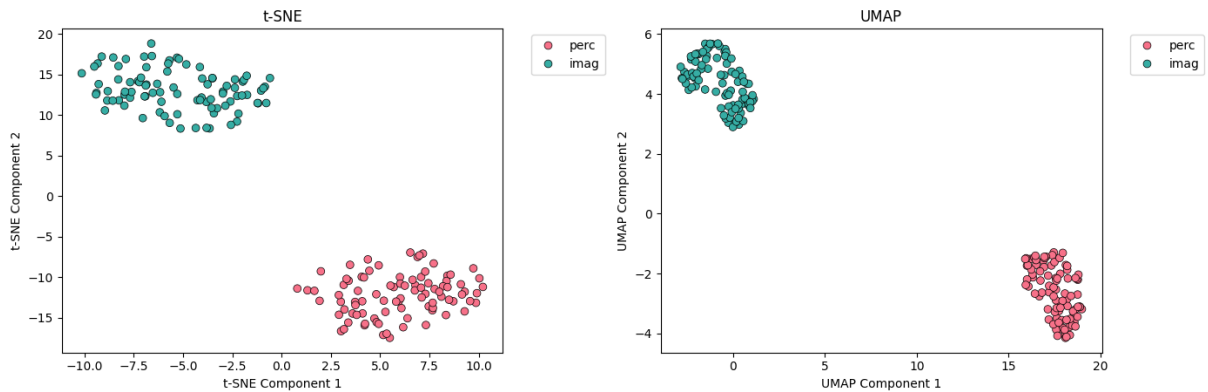 t-SNE
20
15
10
5
0
−5
−10
−15
t-SNE Component 2
−10.0 −7.5 −5.0 −2.5 0.0 2.5 5.0 7.5 10.0
t-SNE Component 1
perc
imag
UMAP
6
4
2
0
−2
−4
UMAP Component 2
0 5 10 15 20
UMAP Component 1
perc
imag